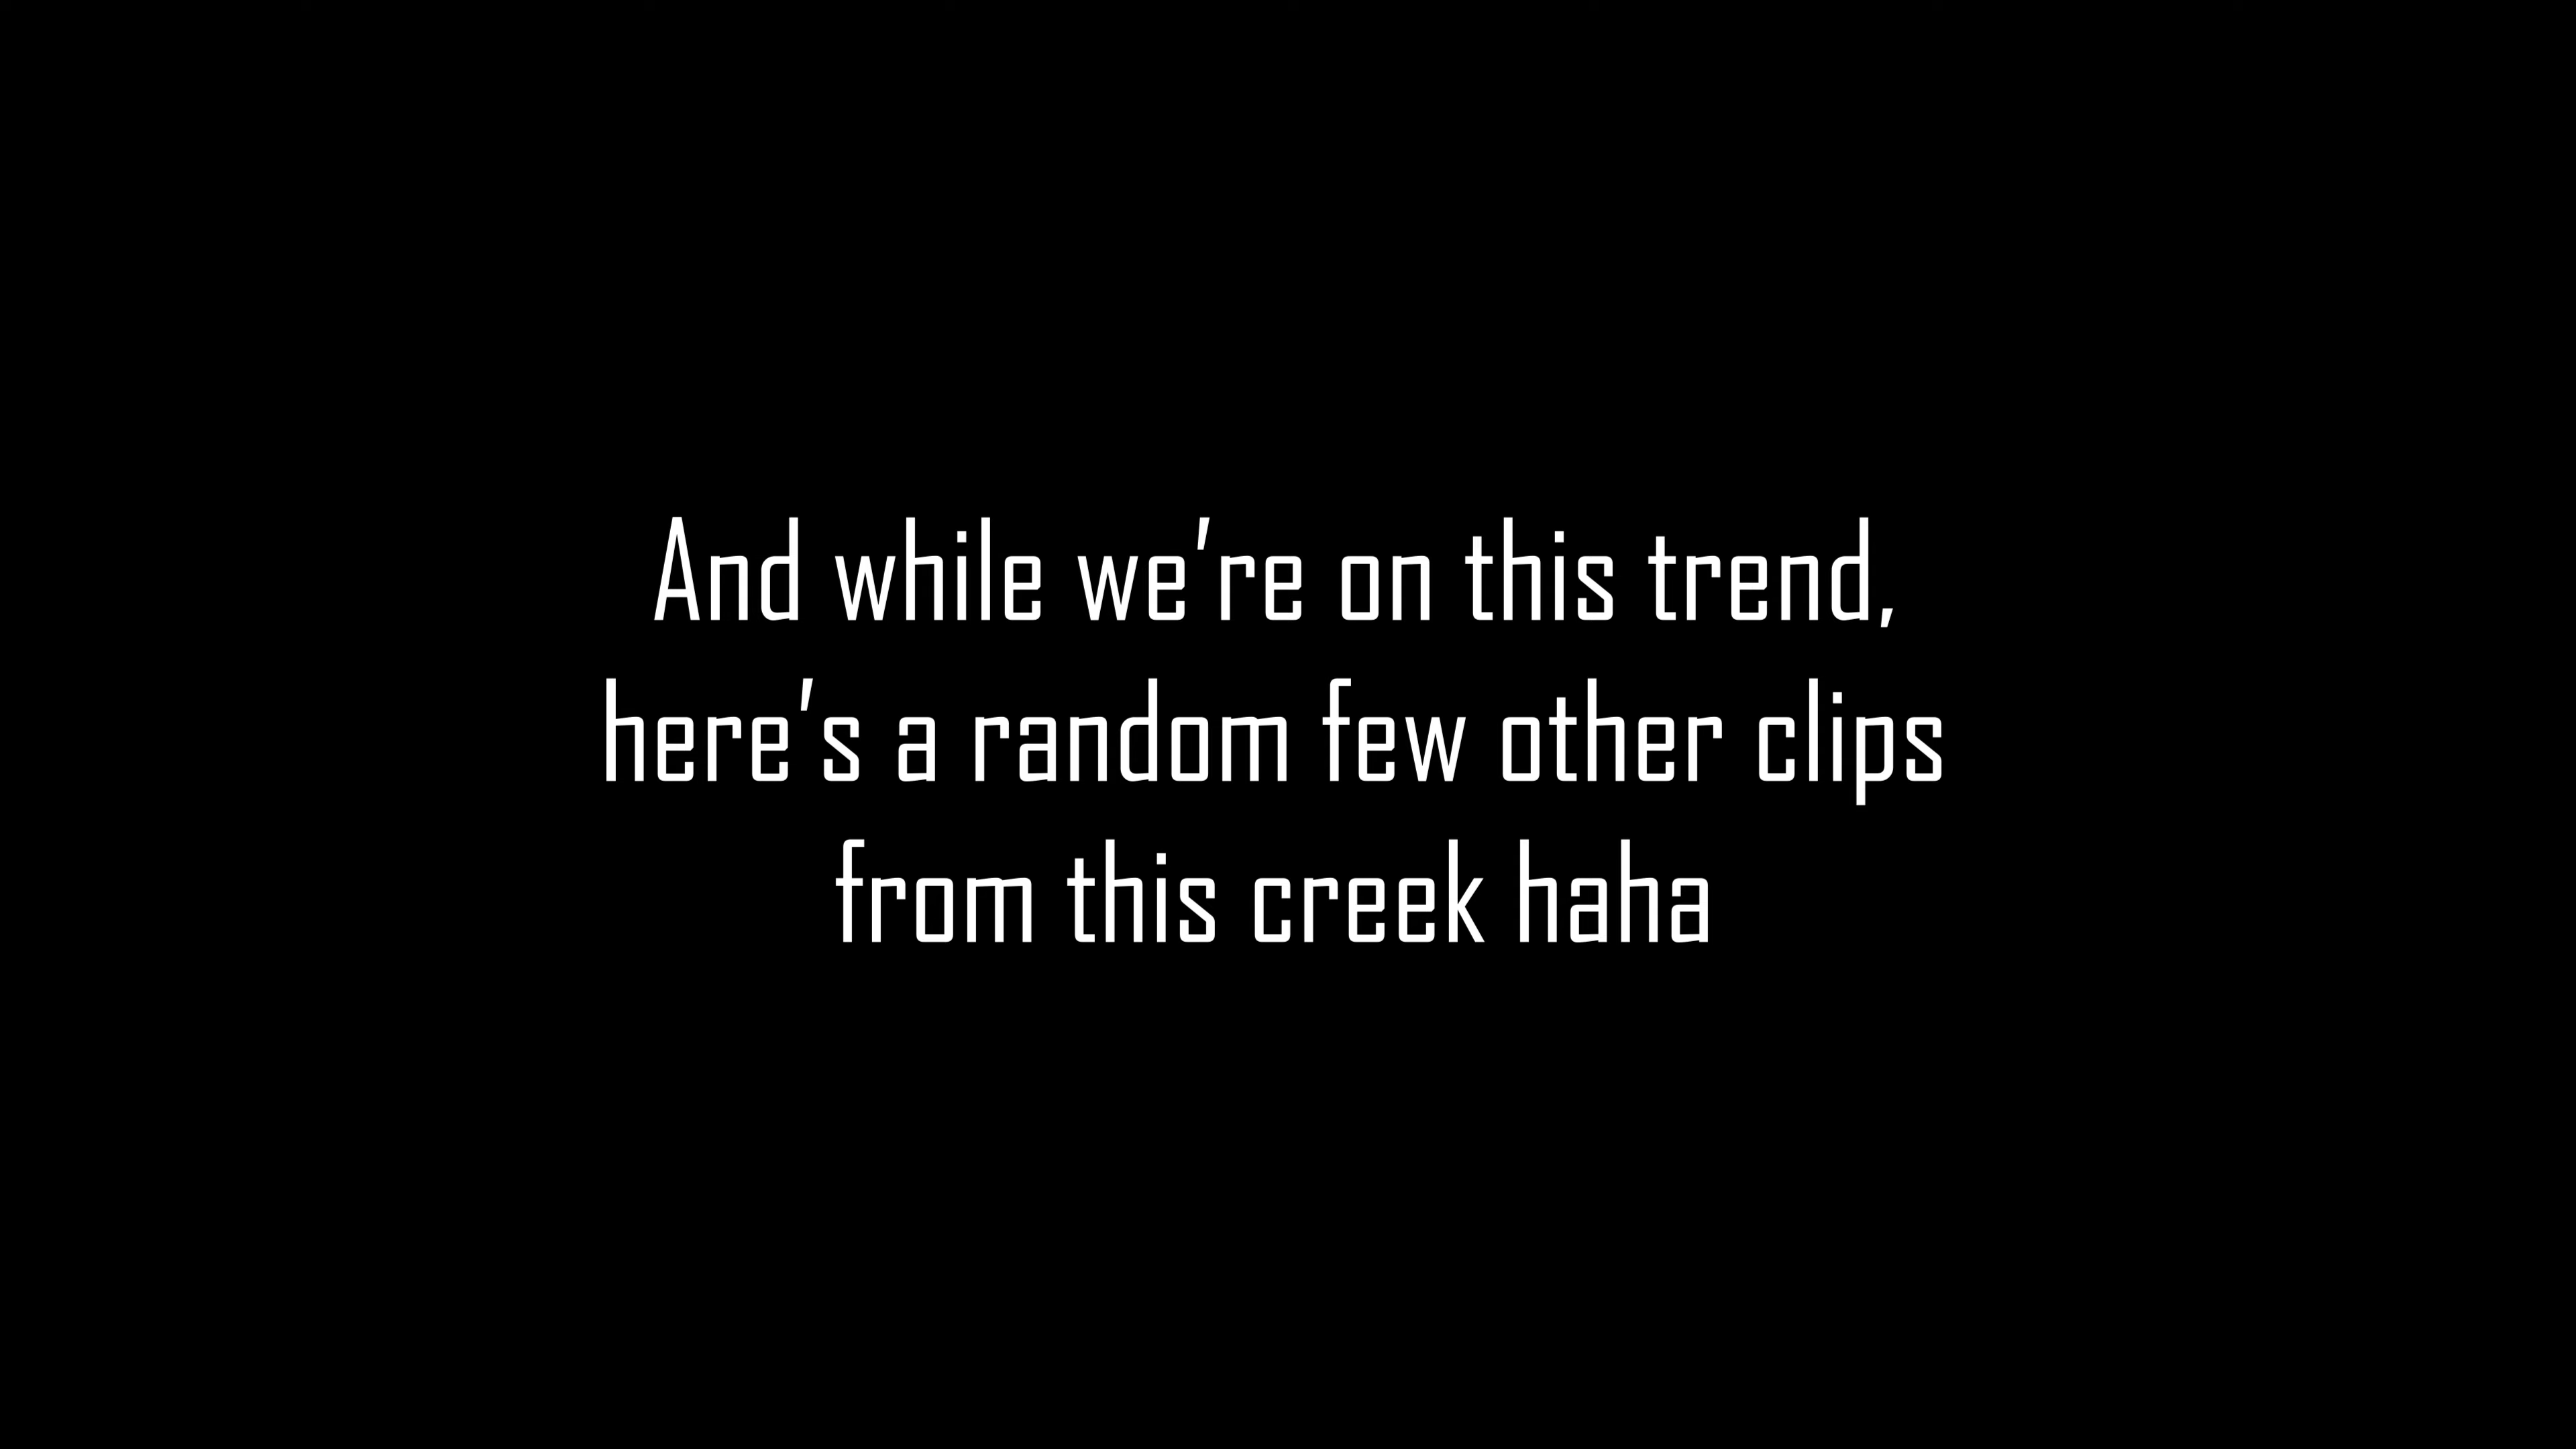 And while we're on this trend,
here's a random few other clips
from this creek haha